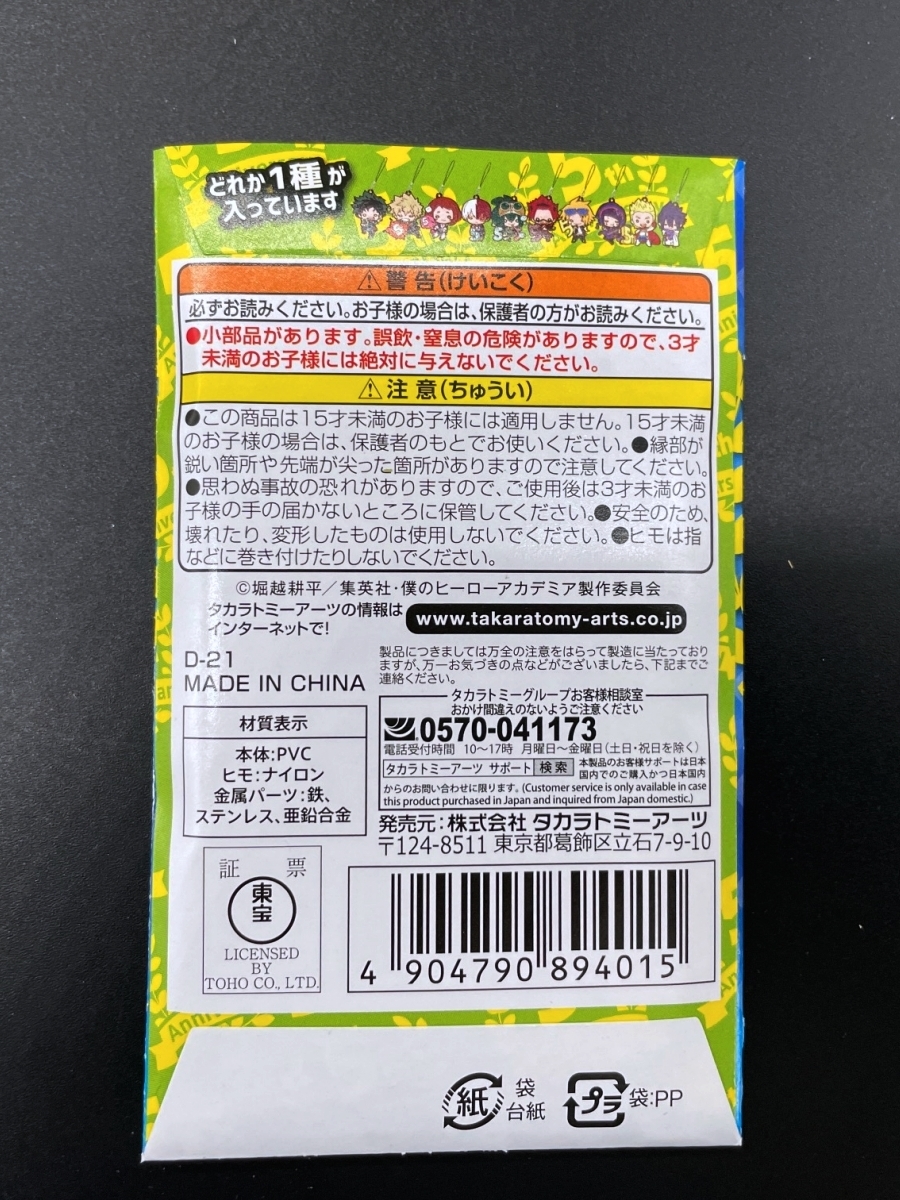 どれか1種が
入っています
⚠警告(けいこく)
必ずお読みください。お子様の場合は、保護者の方がお読みください。
●小部品があります。誤飲・窒息の危険がありますので、3才
未満のお子様には絶対に与えないでください。
⚠注意(ちゅうい)
●この商品は15才未満のお子様には適用しません。15才未満
のお子様の場合は、保護者のもとでお使いください。●縁部が
鋭い箇所や先端が尖った箇所がありますので注意してください。
●思わぬ事故の恐れがありますので、ご使用後は3才未満のお
子様の手の届かないところに保管してください。●安全のため、
壊れたり、変形したものは使用しないでください。●ヒモは指
などに巻き付けたりしないでください。
©堀越耕平/集英社・僕のヒーローアカデミア製作委員会
タカラトミーアーツの情報は
インターネットで!
www.takaratomy-arts.co.jp
D-21
MADE IN CHINA
製品につきましては万全の注意をはらって製造に当たっており
ますが、万一お気づきの点などがございましたら、下記までご
連絡ください。
材質表示
本体:PVC
ヒモ:ナイロン
金属パーツ:鉄、
ステンレス、亜鉛合金
タカラトミーグループお客様相談室
おかけ間違えのないようご注意ください
0570-041173
電話受付時間 10〜17時 月曜日〜金曜日(土日・祝日を除く)
タカラトミーアーツ サポート 検索
本製品のお客様サポートは日本
国内でのご購入かつ日本国内
からのお問い合わせに限ります。(Customer service is only available in case
this product purchased in Japan and inquired from Japan domestic.)
発売元:株式会社 タカラトミーアーツ
〒124-8511 東京都葛飾区立石7-9-10
証 票
東宝
LICENSED
BY
TOHO CO., LTD.
4 904790 894015
紙
袋
台紙
プラ
袋:PP